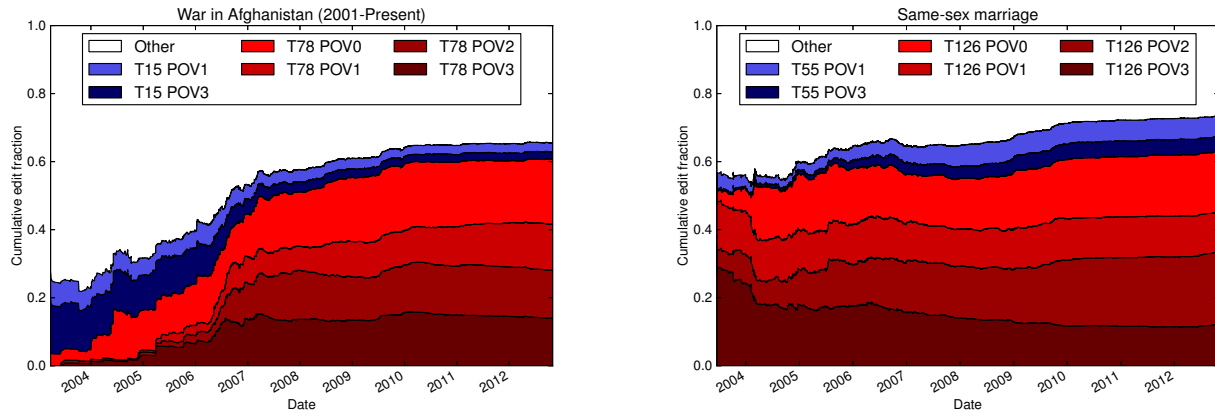 War in Afghanistan (2001-Present)
1.0
0.8
0.6
0.4
0.2
0.0
Cumulative edit fraction
Other
T15 POV1
T15 POV3
T78 POV0
T78 POV1
T78 POV2
T78 POV3
2004
2005
2006
2007
2008
2009
2010
2011
2012
Date
Same-sex marriage
1.0
0.8
0.6
0.4
0.2
0.0
Cumulative edit fraction
Other
T55 POV1
T55 POV3
T126 POV0
T126 POV1
T126 POV2
T126 POV3
2004
2005
2006
2007
2008
2009
2010
2011
2012
Date